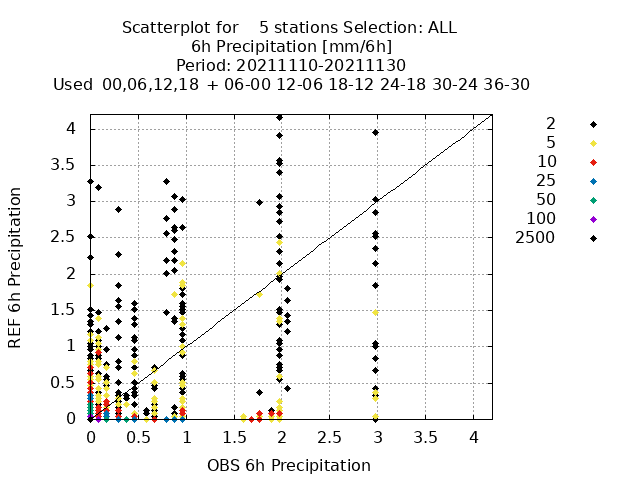 Scatterplot for 5 stations Selection: ALL
6h Precipitation [mm/6h]
Period: 20211110-20211130
Used 00,06,12,18 + 06-00 12-06 18-12 24-18 30-24 36-30
REF 6h Precipitation
4
3.5
3
2.5
2
1.5
1
0.5
0
0 0.5 1 1.5 2 2.5 3 3.5 4
OBS 6h Precipitation
2
5
10
25
50
100
2500